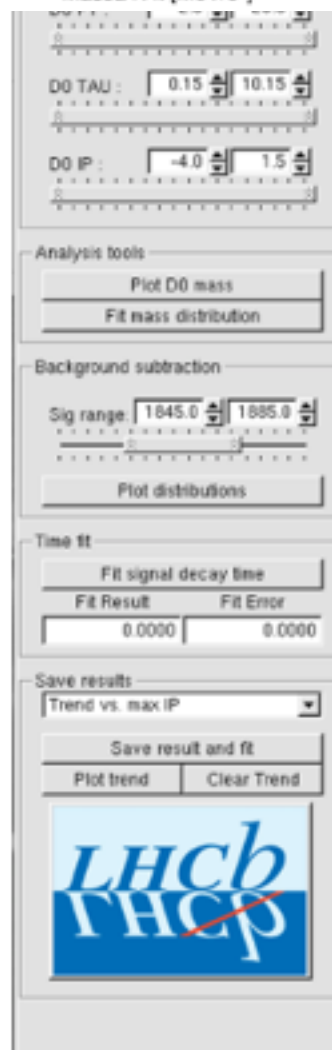 D0 TAU : 0.15 10.15
D0 IP : -4.0 1.5
Analysis tools
Plot D0 mass
Fit mass distribution
Background subtraction
Sig range: 1845.0 1885.0
Plot distributions
Time fit
Fit signal decay time
Fit Result Fit Error
0.0000 0.0000
Save results
Trend vs. max IP
Save result and fit
Plot trend Clear Trend
LHCb
LHCb